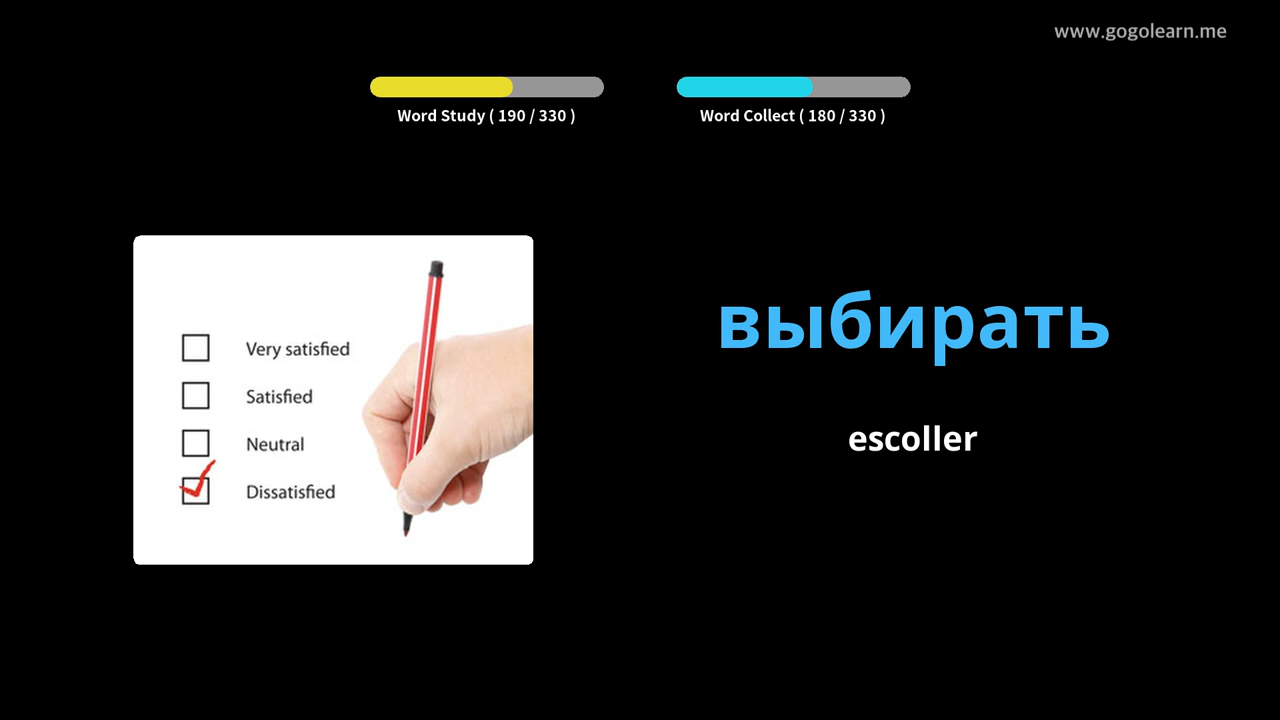 www.gogolearn.me
Word Study ( 190 / 330 )
Word Collect ( 180 / 330 )
Very satisfied
Satisfied
Neutral
Dissatisfied
выбирать
escoller